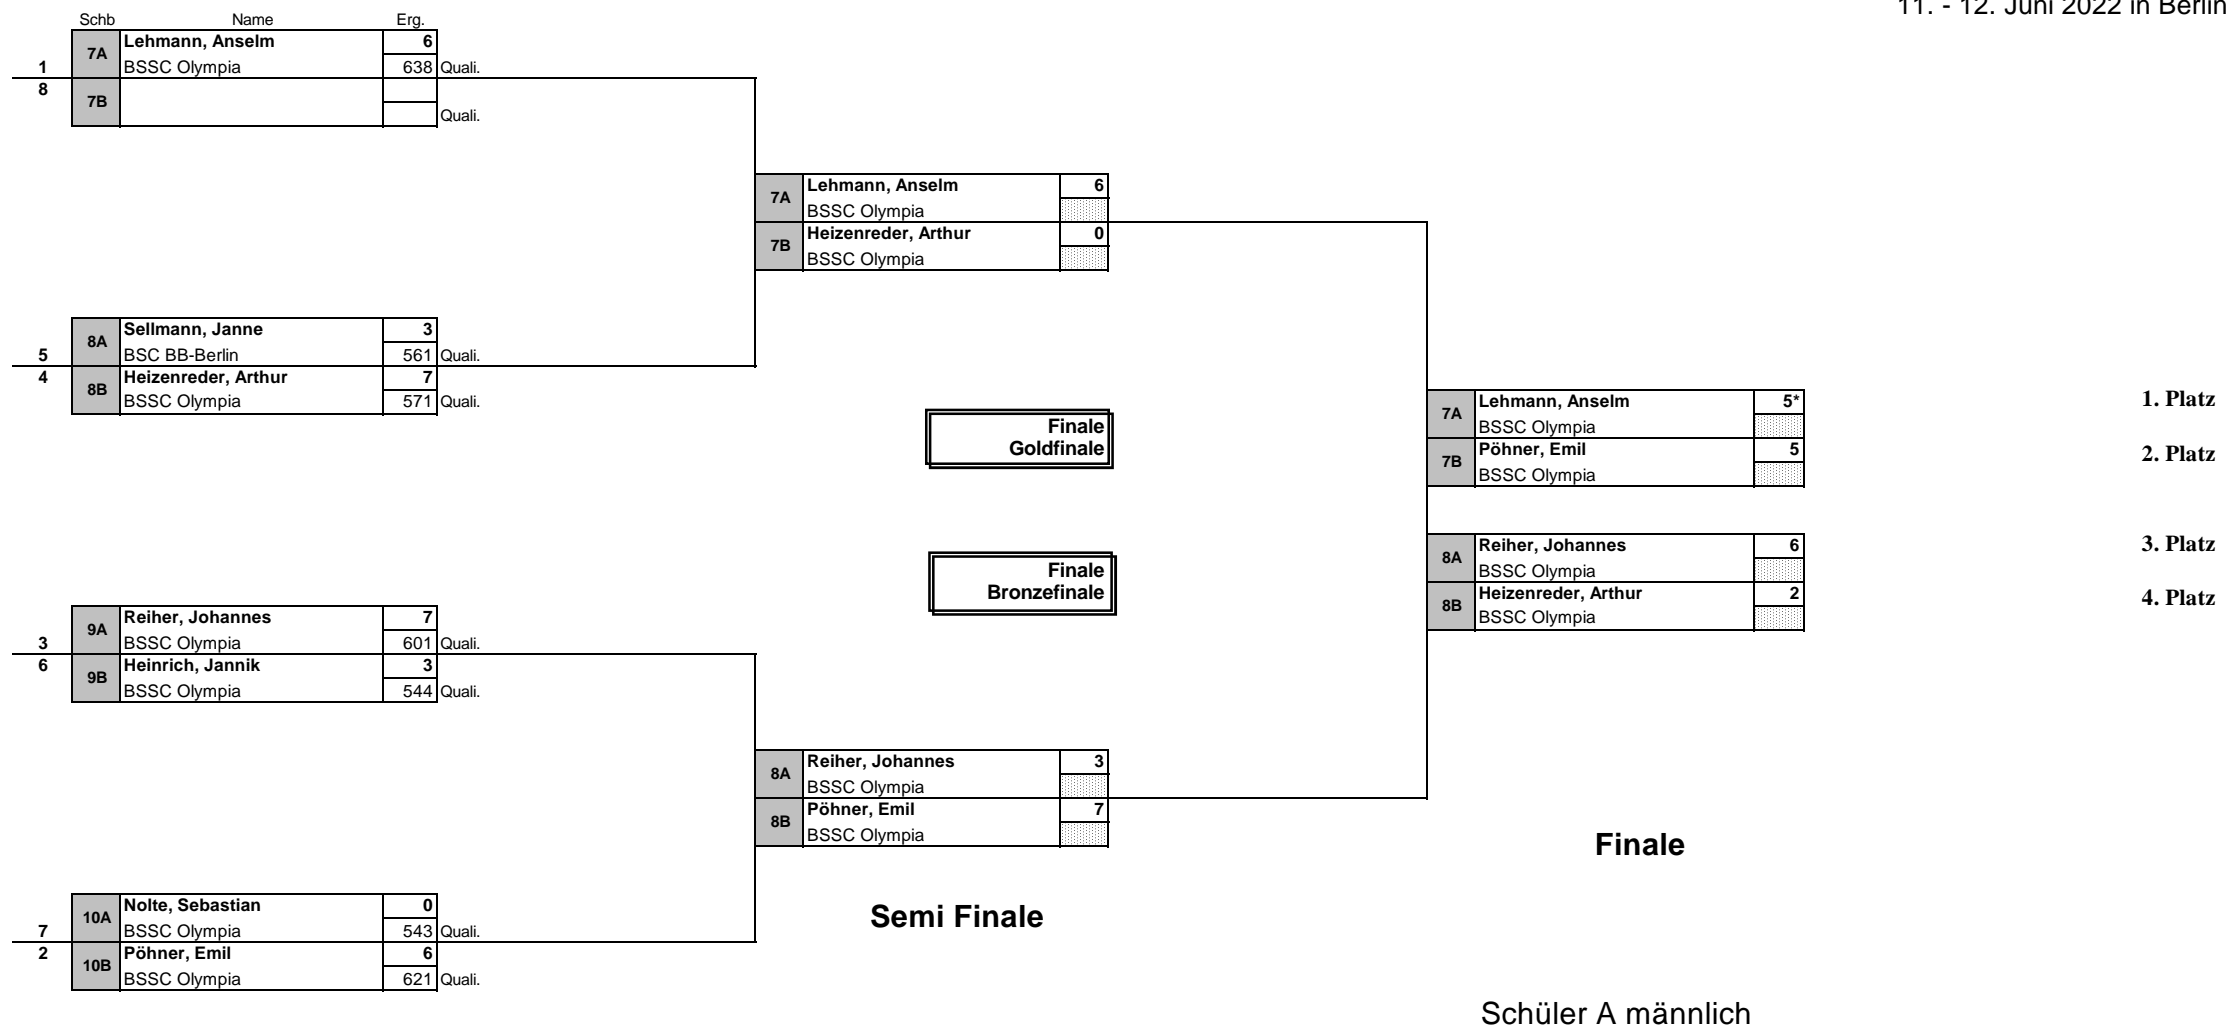 11. - 12. Juni 2022 in Berlin
Schb Name Erg.
7A Lehmann, Anselm 6
1 BSSC Olympia 638 Quali.
8
7B
Quali.
7A Lehmann, Anselm 6
BSSC Olympia
7B Heizenreder, Arthur 0
BSSC Olympia
8A Sellmann, Janne 3
5 BSC BB-Berlin 561 Quali.
4 Heizenreder, Arthur 7
8B BSSC Olympia 571 Quali.
Finale
Goldfinale
7A Lehmann, Anselm 5* 1. Platz
BSSC Olympia
7B Pöhner, Emil 5 2. Platz
BSSC Olympia
Finale
Bronzefinale
8A Reiher, Johannes 6 3. Platz
BSSC Olympia
8B Heizenreder, Arthur 2 4. Platz
BSSC Olympia
9A Reiher, Johannes 7
3 BSSC Olympia 601 Quali.
6 Heinrich, Jannik 3
9B BSSC Olympia 544 Quali.
8A Reiher, Johannes 3
BSSC Olympia
8B Pöhner, Emil 7
BSSC Olympia
Finale
10A Nolte, Sebastian 0
7 BSSC Olympia 543 Quali.
2 Pöhner, Emil 6
10B BSSC Olympia 621 Quali.
Semi Finale
Schüler A männlich